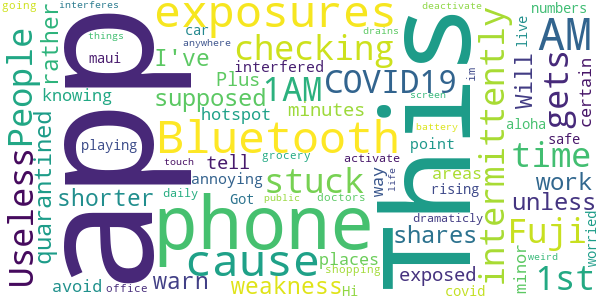 going
interferes
deactivate
exposures
numbers
AM
rather
things
drains
car
anywhere
People
app
maui
I've
checking
This
intermittently
live
Will
gets
certain
interfered
COVID19
Plus
1AM
knowing
supposed
minutes
im
screen
aloha
safe
hotspot
battery
point
Useless
quarantined
playing
Bluetooth
tell
touch
grocery
activate
time
annoying
way
life
areas
work
shorter
phone
stuck
daily
Got
public
doctors
rising
unless
dramaticly
shares
Fuji
worried
avoid
warn
cause
places
minor
exposed
1st
office
weakness
Hi
shopping
covid
weird